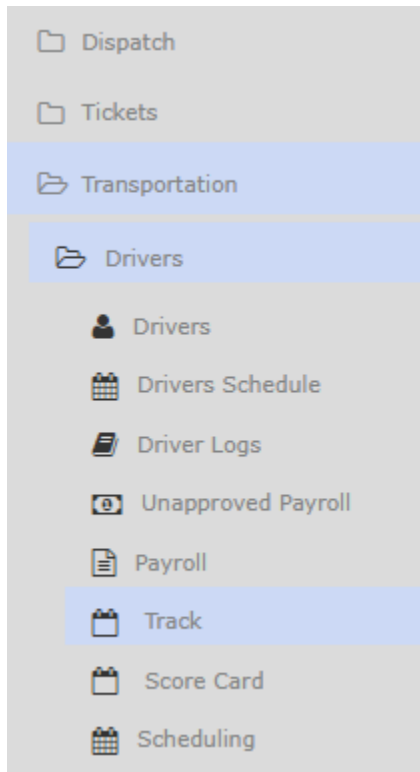 Dispatch
Tickets
Transportation
Drivers
Drivers
Drivers Schedule
Driver Logs
Unapproved Payroll
Payroll
Track
Score Card
Scheduling